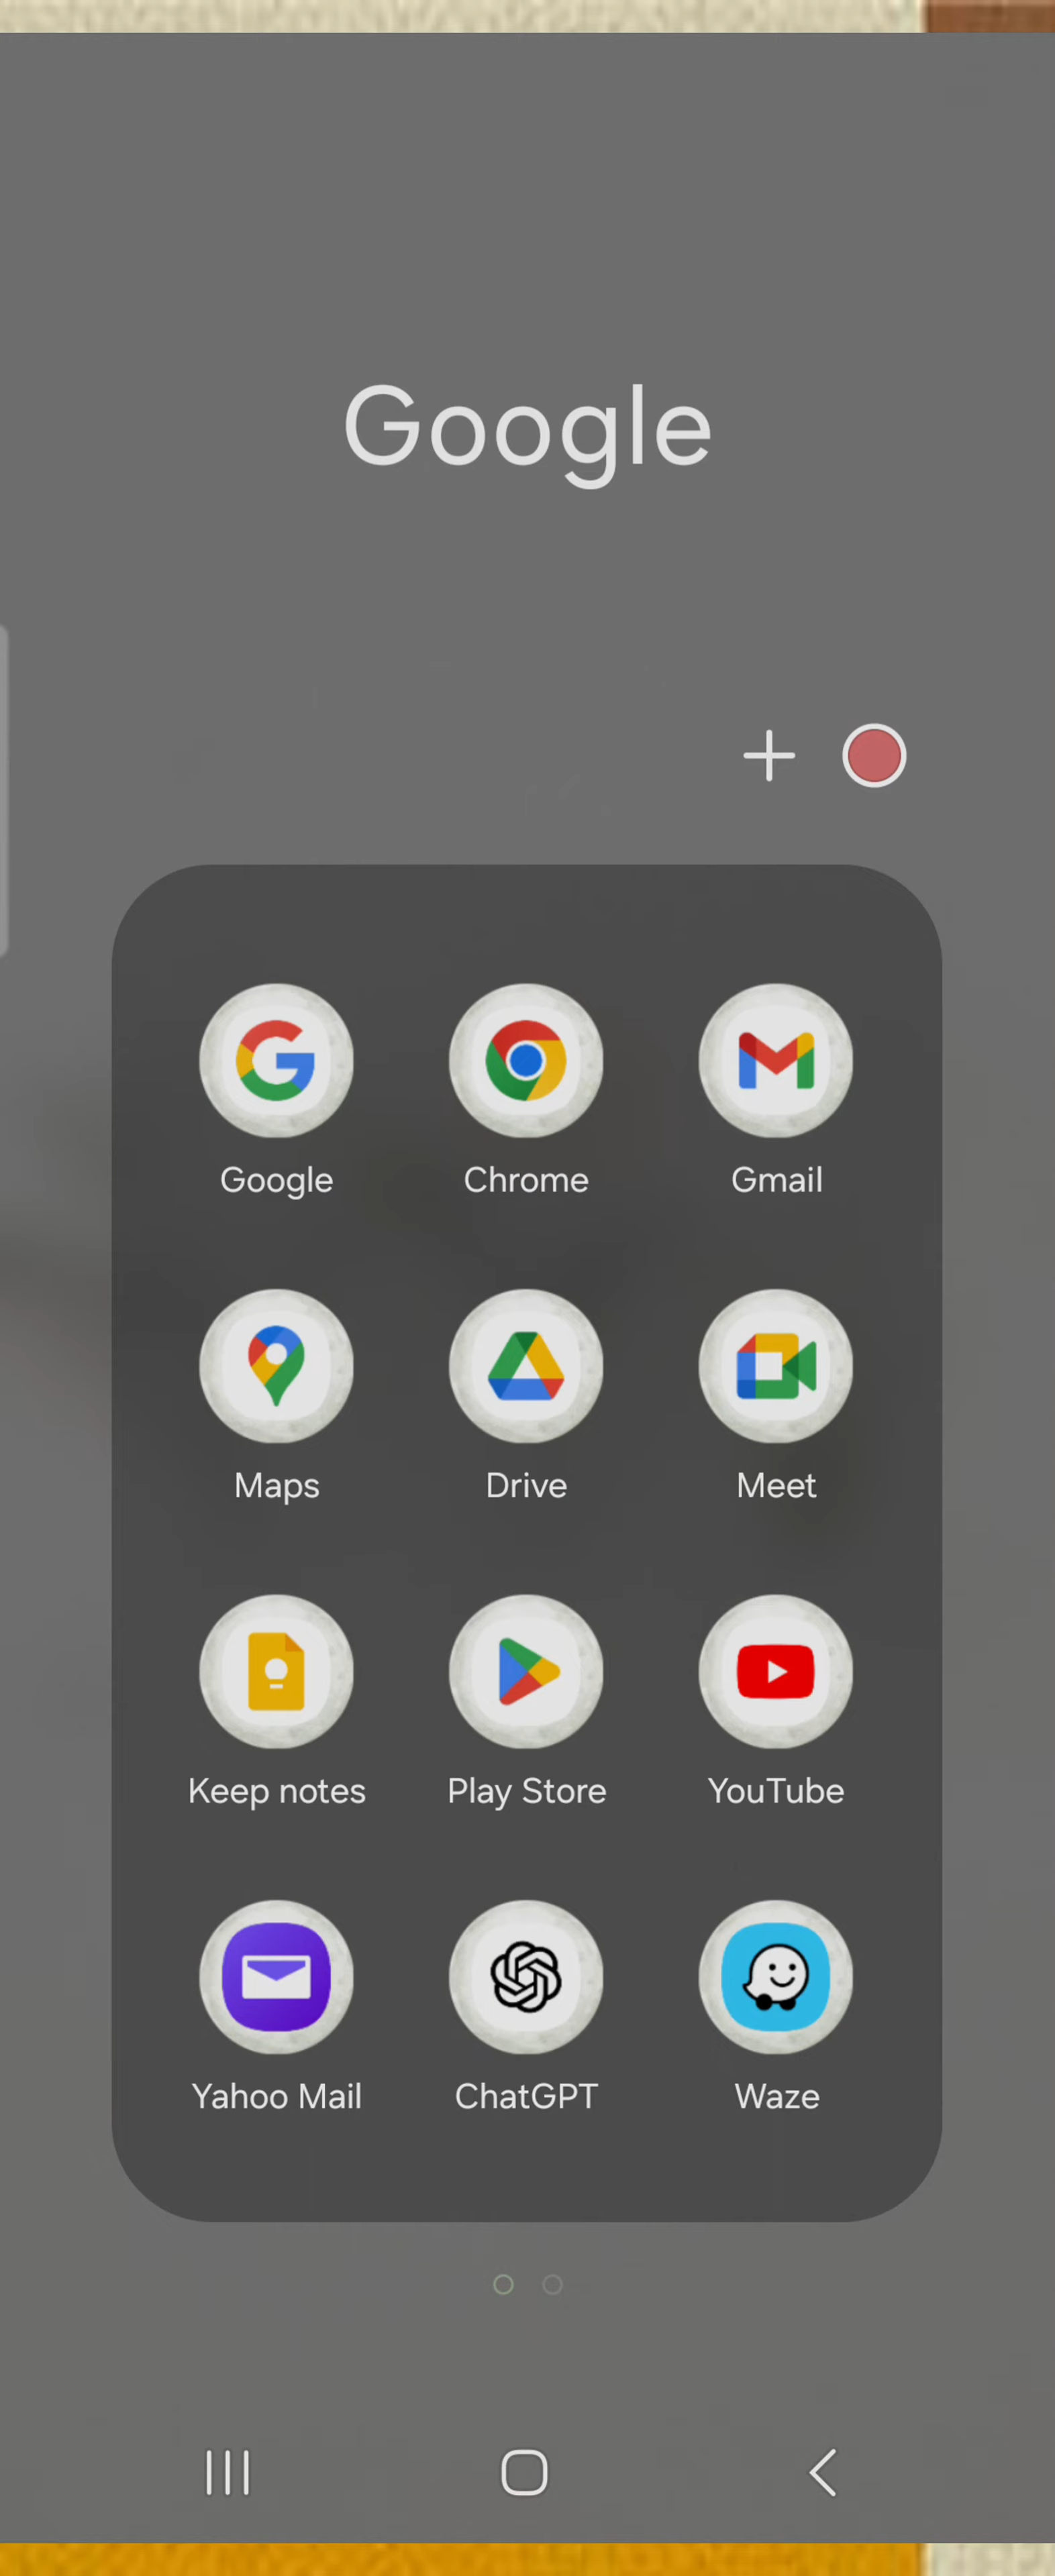 Google
Google Chrome Gmail
Maps Drive Meet
Keep notes Play Store YouTube
Yahoo Mail ChatGPT Waze